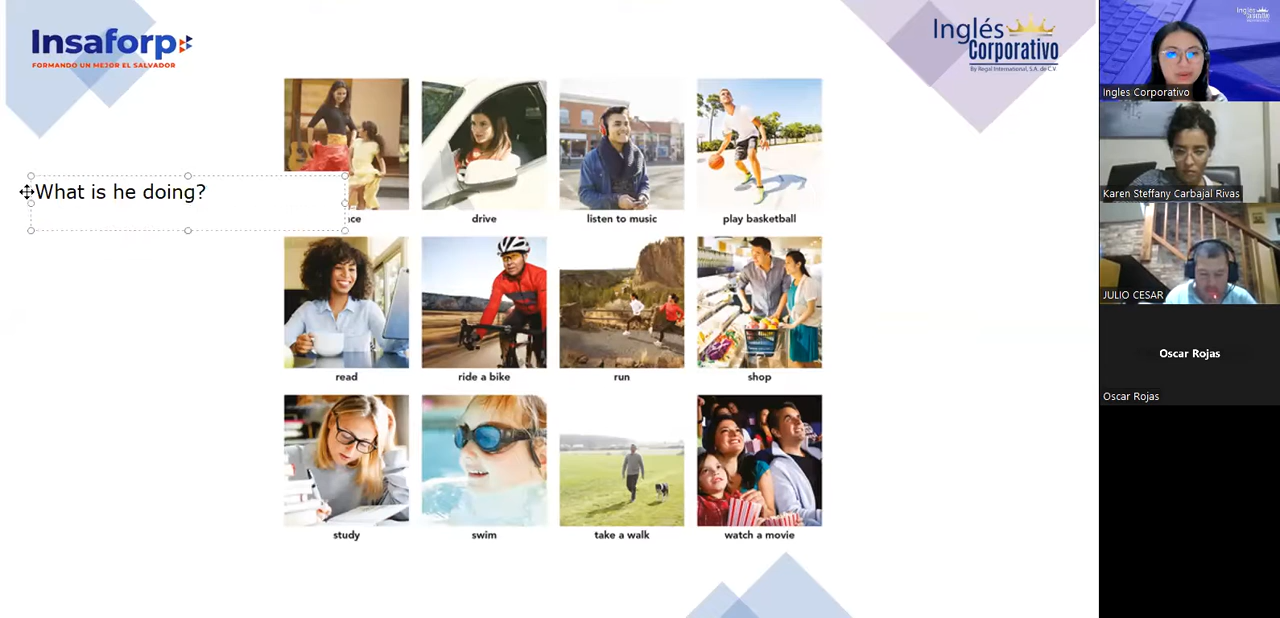 Insaforp
FORMANDO UN MEJOR EL SALVADOR
Inglés
Corporativo
By Regal International, S.A. de C.V.
What is he doing?
ce
drive
listen to music
play basketball
read
ride a bike
run
shop
study
swim
take a walk
watch a movie
Ingles Corporativo
Karen Steffany Carbajal Rivas
JULIO CESAR
Oscar Rojas
Oscar Rojas